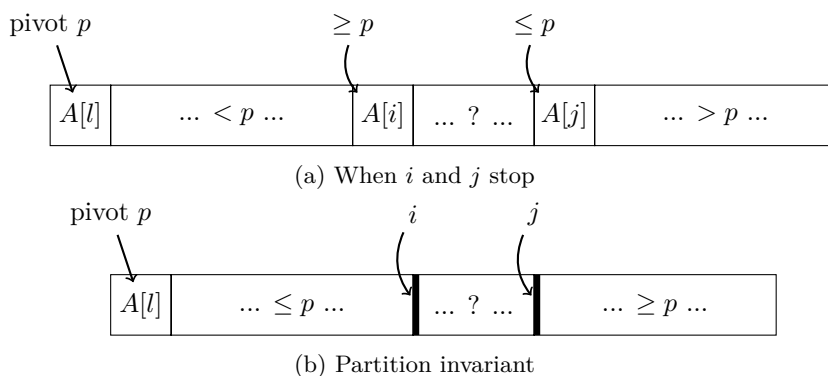 pivot p ≥ p ≤ p
A[l] ... < p ... A[i] ... ? ... A[j] ... > p ...
(a) When i and j stop
pivot p i j
A[l] ... ≤ p ... ... ? ... ... ≥ p ...
(b) Partition invariant